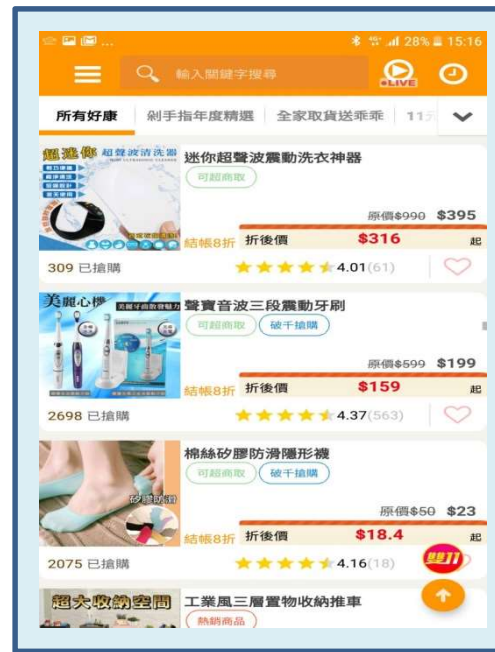 28% 15:16
輸入關鍵字搜尋
LIVE
所有好康 剁手指年度精選 全家取貨送乖乖
超迷你 超聲波清洗器
迷你超聲波震動洗衣神器
可超商取
原價$990 $395
結帳8折 折後價 $316 起
309 已搶購 4.01(61)
美麗心機
聲寶音波三段震動牙刷
可超商取 破千搶購
原價$599 $199
結帳8折 折後價 $159 起
2698 已搶購 4.37(563)
棉絲矽膠防滑隱形襪
可超商取 破千搶購
矽膠防滑
原價$50 $23
結帳8折 折後價 $18.4 起
2075 已搶購 4.16(18)
雙雙11
超大收納空間
工業風三層置物收納推車
熱銷商品